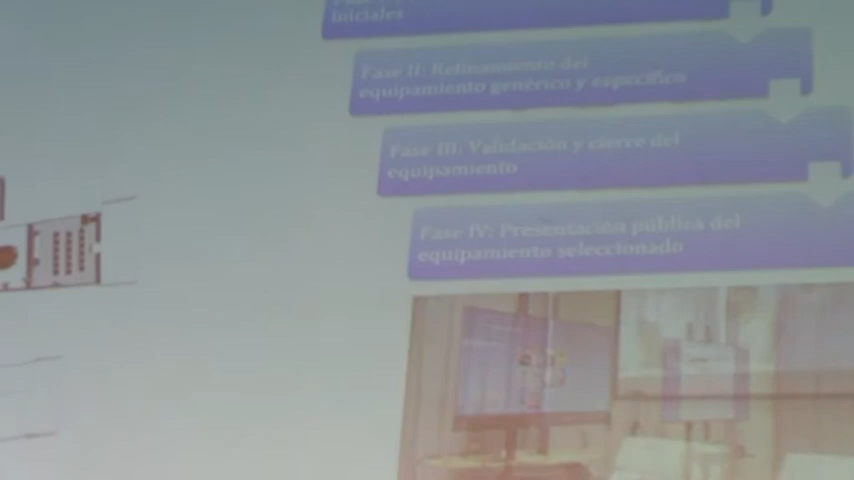 iniciales
Fase II: Refinamiento del
equipamiento genérico y específico
Fase III: Validación y cierre del
equipamiento
Fase IV: Presentación pública del
equipamiento seleccionado